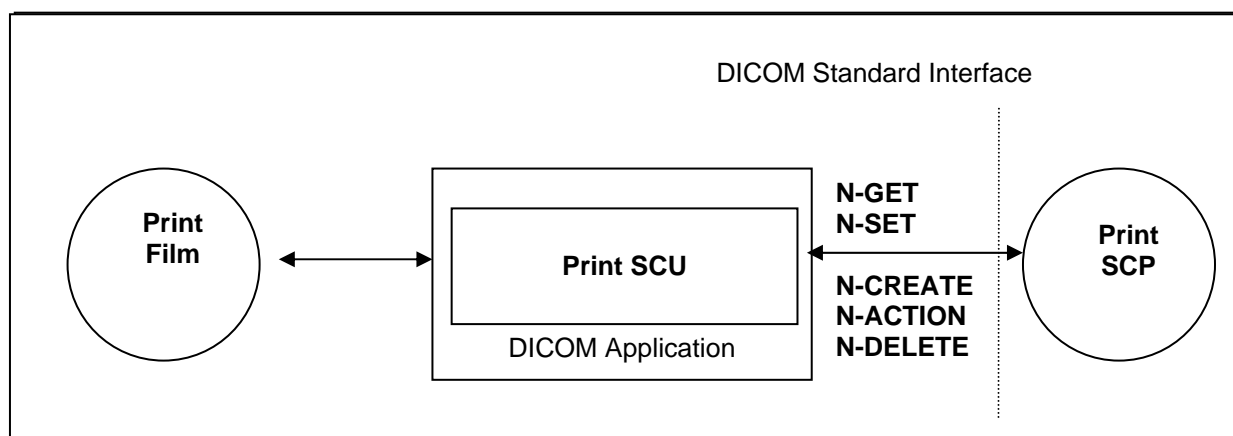 DICOM Standard Interface
Print
Film
Print SCU
DICOM Application
N-GET
N-SET
N-CREATE
N-ACTION
N-DELETE
Print
SCP